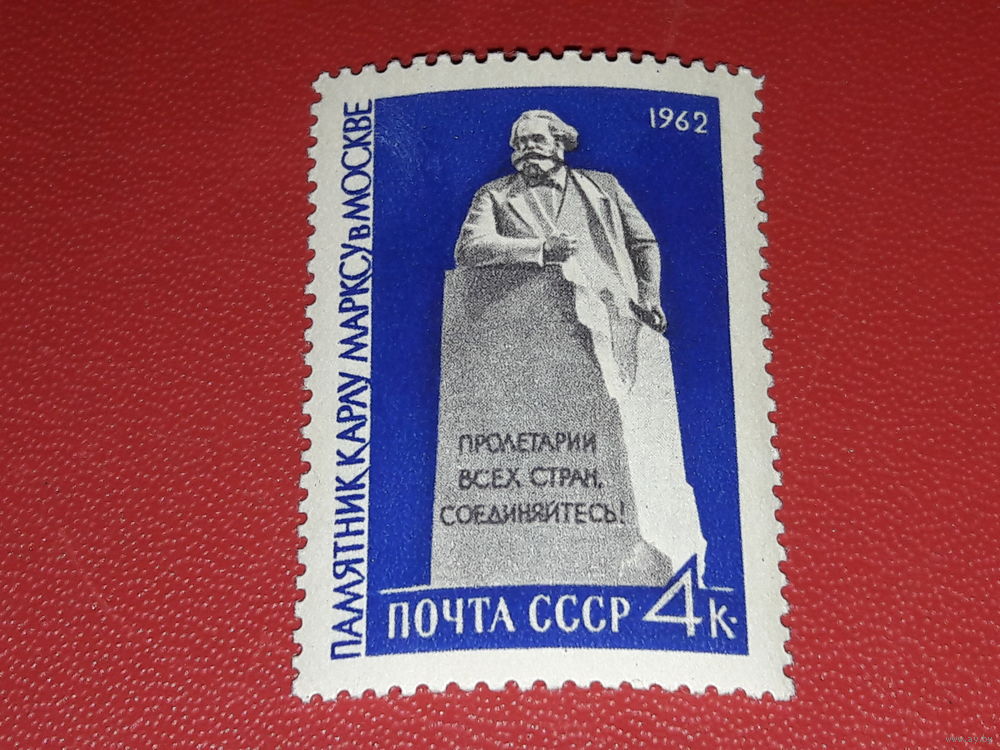 ПАМЯТНИК КАРЛУ МАРКСУ в МОСКВЕ
1962
ПРОЛЕТАРИИ
ВСЕХ СТРАН,
СОЕДИНЯЙТЕСЬ!
ПОЧТА СССР 4 К.